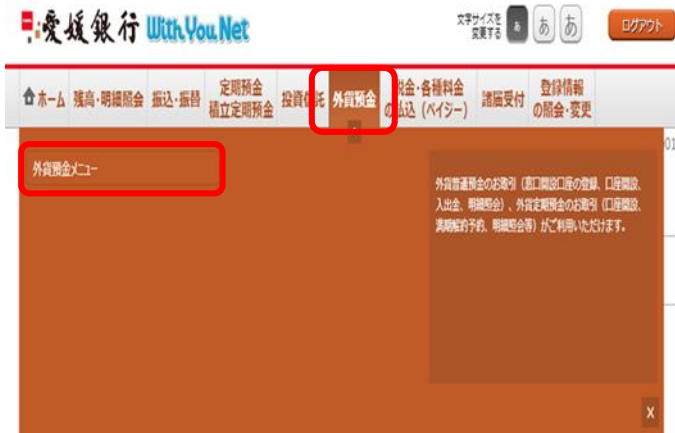 愛媛銀行 With You Net
文字サイズを
変更する
あ
あ
あ
ログアウト
ホーム
残高・明細照会
振込・振替
定期預金
積立定期預金
投資信託
外貨預金
税金・各種料金
の払込（ペイジー）
諸届受付
登録情報
の照会・変更
外貨預金メニュー
外貨普通預金のお取引（窓口開設口座の登録、口座開設、
入出金、明細照会）、外貨定期預金のお取引（口座開設、
満期解約予約、明細照会等）がご利用いただけます。
01
x